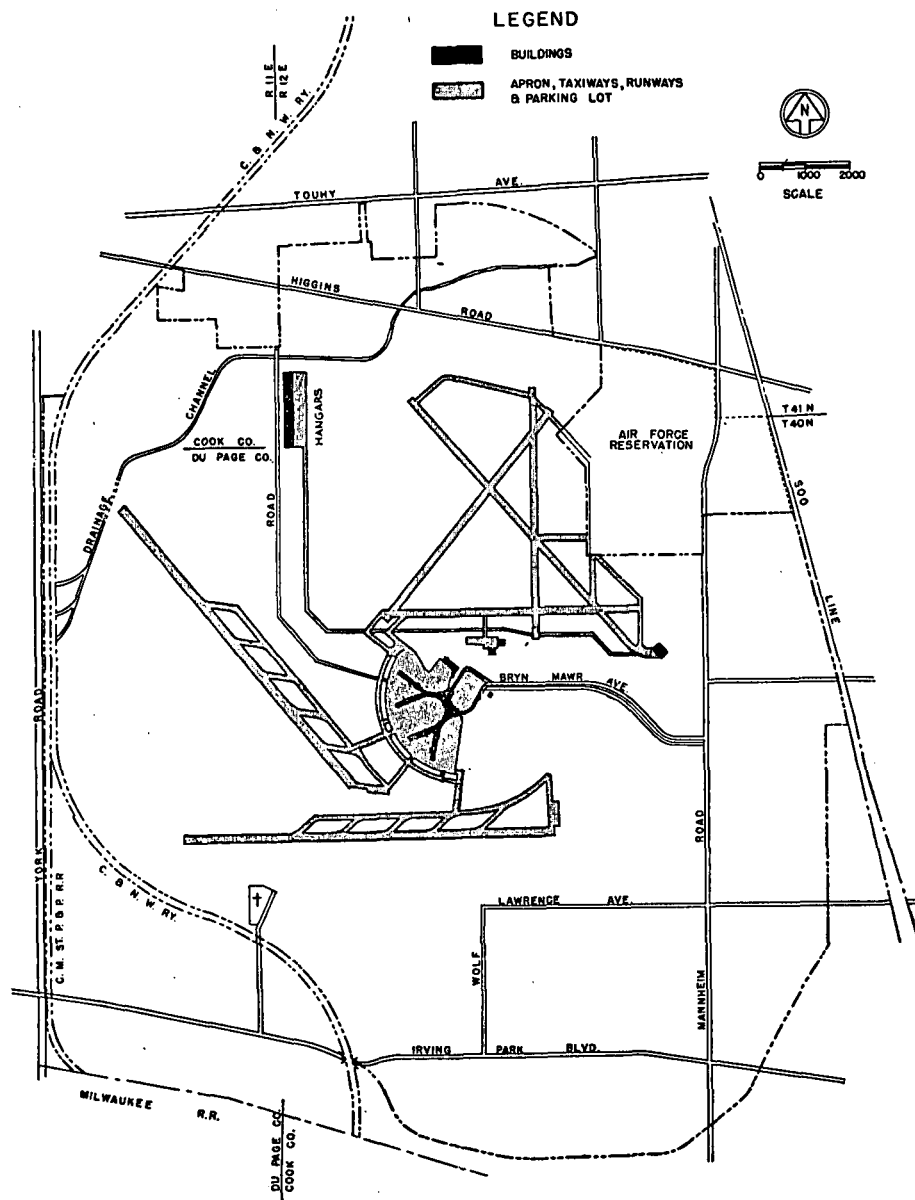 LEGEND
BUILDINGS
APRON, TAXIWAYS, RUNWAYS
& PARKING LOT
R 11 E
R 12 E
C. & N. W. RY.
N
0 1000 2000
SCALE
TOUHY AVE.
HIGGINS ROAD
CHANNEL
DRAINAGE
HANGARS
COOK CO.
DU PAGE CO.
ROAD
AIR FORCE
RESERVATION
T 41 N
T 40 N
SOO LINE
BRYN MAWR AVE.
YORK ROAD
C. M. ST. P. & P. R.R
C. & N. W. RY.
LAWRENCE AVE.
WOLF
MANNHEIM ROAD
IRVING PARK BLVD.
MILWAUKEE R.R.
DU PAGE CO.
COOK CO.